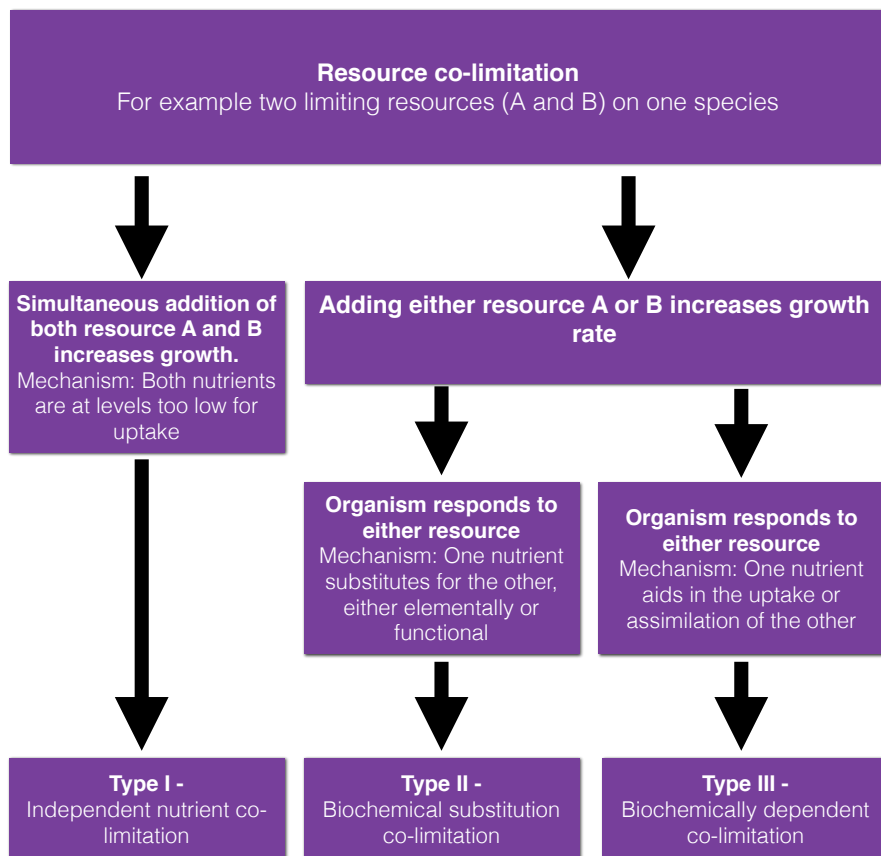 Resource co-limitation
For example two limiting resources (A and B) on one species
Simultaneous addition of
both resource A and B
increases growth.
Mechanism: Both nutrients
are at levels too low for
uptake
Adding either resource A or B increases growth
rate
Organism responds to
either resource
Mechanism: One nutrient
substitutes for the other,
either elementally or
functional
Organism responds to
either resource
Mechanism: One nutrient
aids in the uptake or
assimilation of the other
Type I -
Independent nutrient co-
limitation
Type II -
Biochemical substitution
co-limitation
Type III -
Biochemically dependent
co-limitation